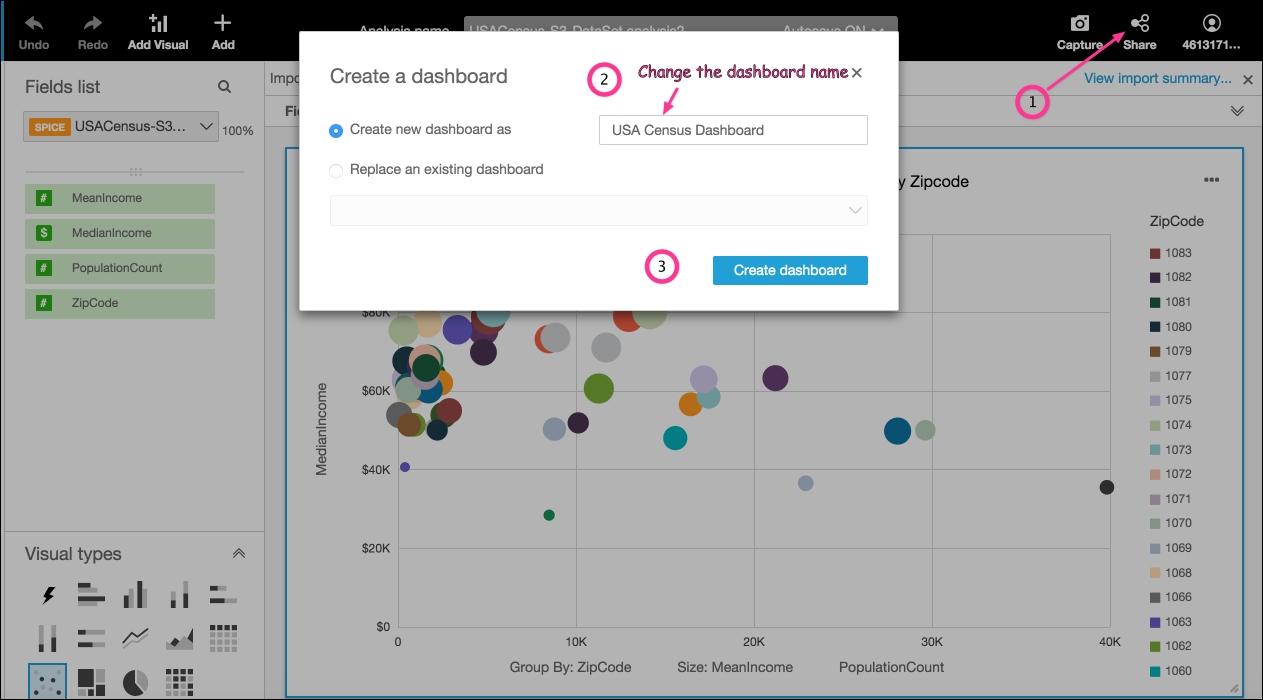 Undo
Redo
Add Visual
Add
Analysis name
USACensus-S3-DataSet analysis2
Autosave ON
Capture
Share
4613171...
Fields list
SPICE
USACensus-S3...
100%
# MeanIncome
$ MedianIncome
# PopulationCount
# ZipCode
Visual types
Impo
View import summary...
Fi
1
Create a dashboard
2
Change the dashboard name
Create new dashboard as
USA Census Dashboard
Replace an existing dashboard
3
Create dashboard
y Zipcode
MedianIncome
$80K
$60K
$40K
$20K
$0
0
10K
20K
30K
40K
Group By: ZipCode
Size: MeanIncome
PopulationCount
ZipCode
1083
1082
1081
1080
1079
1077
1075
1074
1073
1072
1071
1070
1069
1068
1066
1063
1062
1060